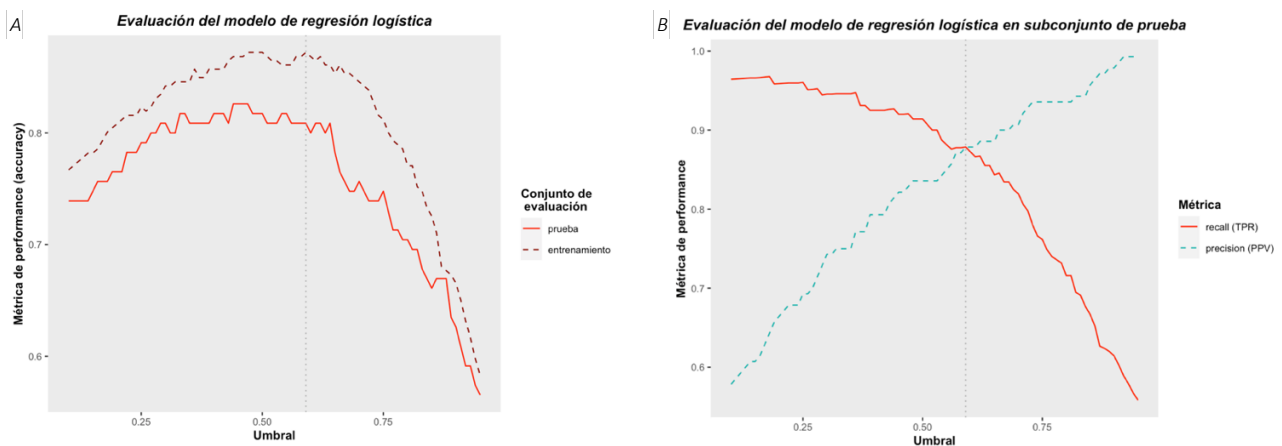 A
Evaluación del modelo de regresión logística
Métrica de performance (accuracy)
0.8
0.7
0.6
0.25
0.50
0.75
Umbral
Conjunto de
evaluación
prueba
entrenamiento
B
Evaluación del modelo de regresión logística en subconjunto de prueba
Métrica de performance
1.0
0.9
0.8
0.7
0.6
0.25
0.50
0.75
Umbral
Métrica
recall (TPR)
precision (PPV)